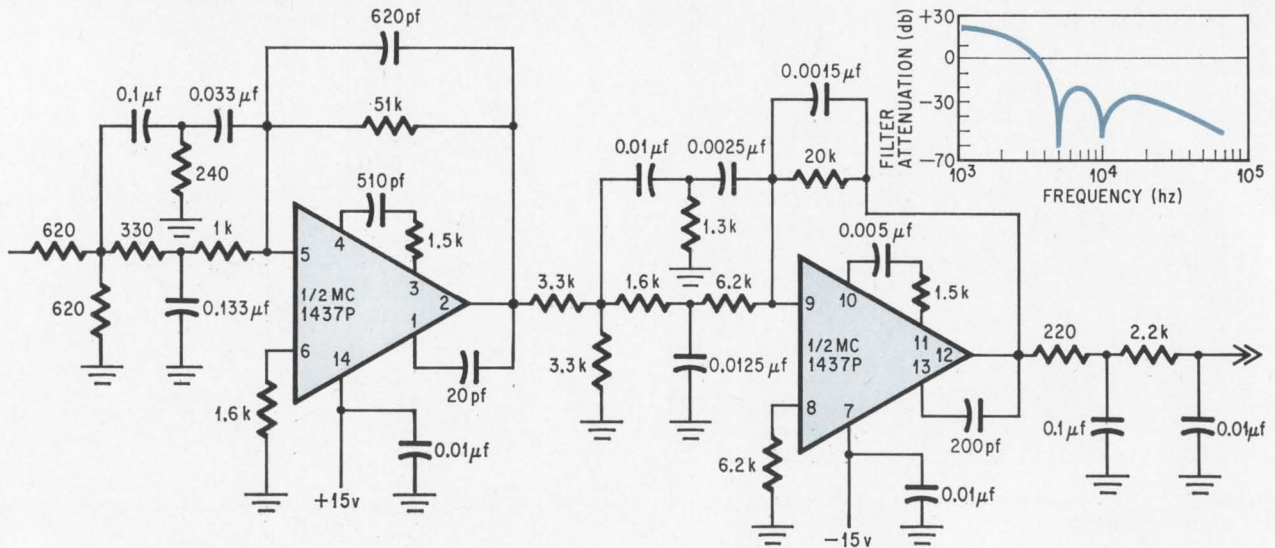 620pf
0.1µf
0.033µf
51k
240
510pf
620
330
1k
1.5k
620
0.133µf
5
4
3
2
1
6
14
1/2 MC
1437P
1.6k
20pf
0.01µf
+15v
3.3k
1.6k
6.2k
3.3k
0.0125µf
0.01µf
0.0025µf
1.3k
0.0015µf
20k
0.005µf
1.5k
9
10
11
12
13
8
7
1/2 MC
1437P
6.2k
200pf
0.01µf
-15v
220
2.2k
0.1µf
0.01µf
FILTER
ATTENUATION (db)
+30
0
-30
-70
10³
10⁴
10⁵
FREQUENCY (hz)